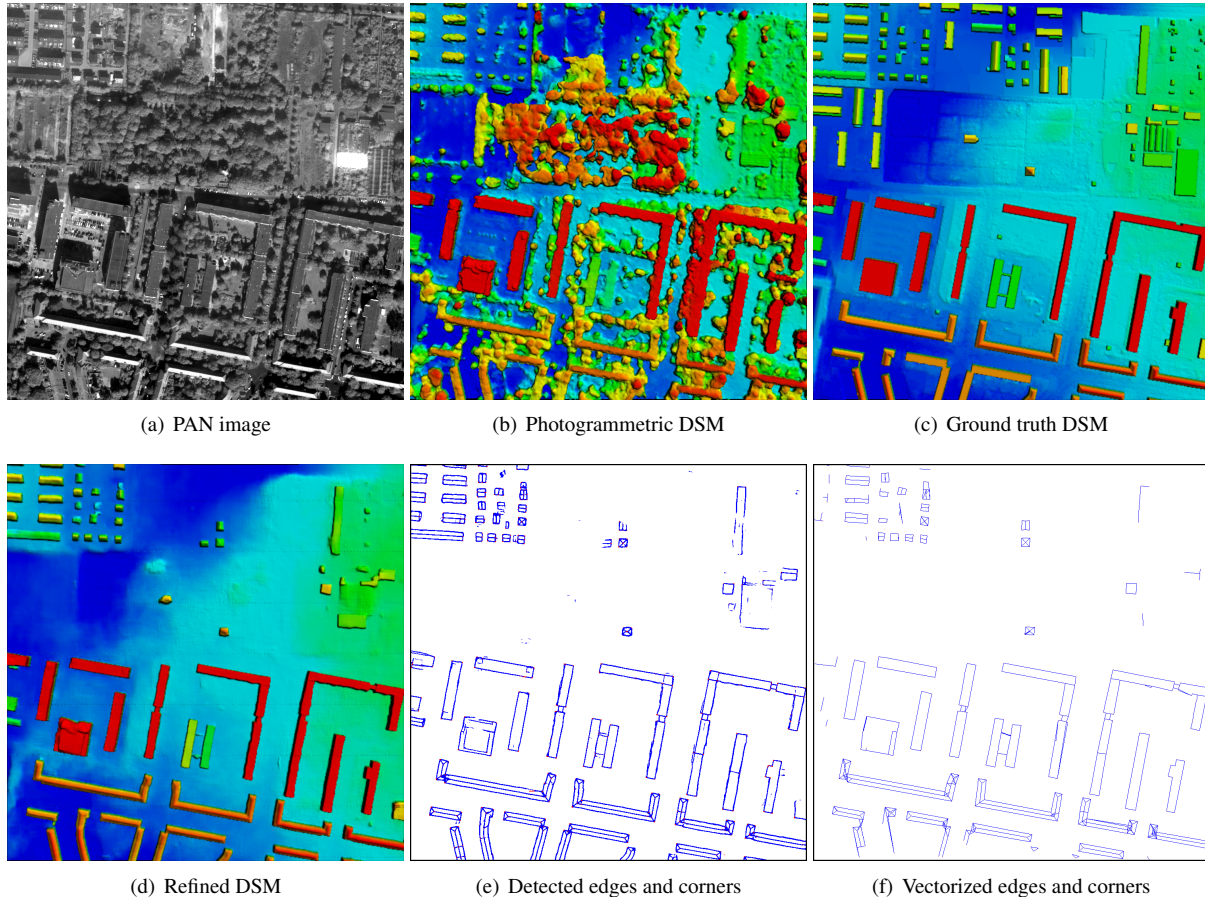 (a) PAN image
(b) Photogrammetric DSM
(c) Ground truth DSM
(d) Refined DSM
(e) Detected edges and corners
(f) Vectorized edges and corners